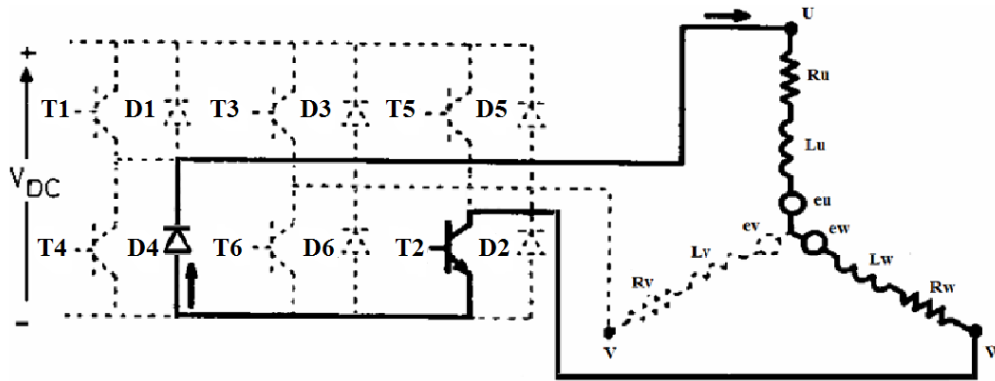 U
+
Ru
T1 D1 T3 D3 T5 D5
Lu
VDC
eu
T4 D4 T6 D6 T2 D2
ev ew
Lv Lw
Rv Rw
-
V